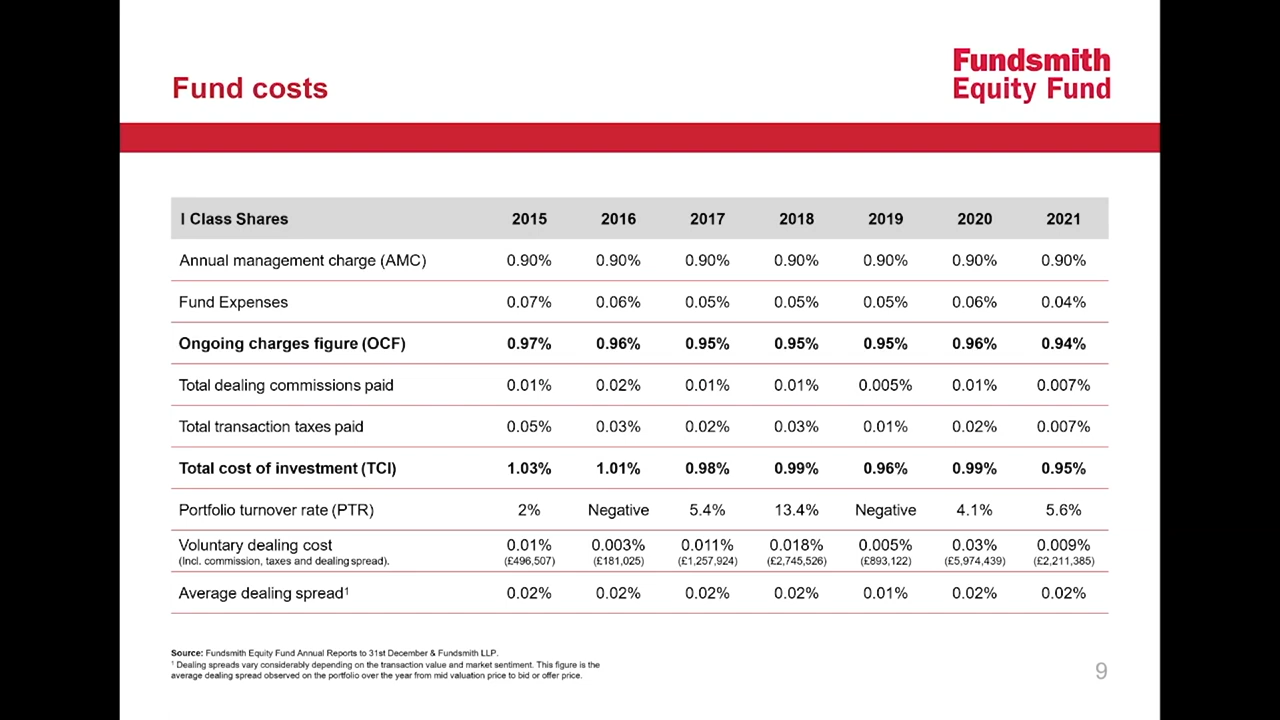 Fundsmith
Equity Fund
Fund costs
I Class Shares 2015 2016 2017 2018 2019 2020 2021
Annual management charge (AMC) 0.90% 0.90% 0.90% 0.90% 0.90% 0.90% 0.90%
Fund Expenses 0.07% 0.06% 0.05% 0.05% 0.05% 0.06% 0.04%
Ongoing charges figure (OCF) 0.97% 0.96% 0.95% 0.95% 0.95% 0.96% 0.94%
Total dealing commissions paid 0.01% 0.02% 0.01% 0.01% 0.005% 0.01% 0.007%
Total transaction taxes paid 0.05% 0.03% 0.02% 0.03% 0.01% 0.02% 0.007%
Total cost of investment (TCI) 1.03% 1.01% 0.98% 0.99% 0.96% 0.99% 0.95%
Portfolio turnover rate (PTR) 2% Negative 5.4% 13.4% Negative 4.1% 5.6%
Voluntary dealing cost 0.01% 0.003% 0.011% 0.018% 0.005% 0.03% 0.009%
(Incl. commission, taxes and dealing spread). (£496,507) (£181,025) (£1,257,924) (£2,745,526) (£893,122) (£5,974,439) (£2,211,385)
Average dealing spread¹ 0.02% 0.02% 0.02% 0.02% 0.01% 0.02% 0.02%
Source: Fundsmith Equity Fund Annual Reports to 31st December & Fundsmith LLP.
¹ Dealing spreads vary considerably depending on the transaction value and market sentiment. This figure is the
average dealing spread observed on the portfolio over the year from mid valuation price to bid or offer price.
9